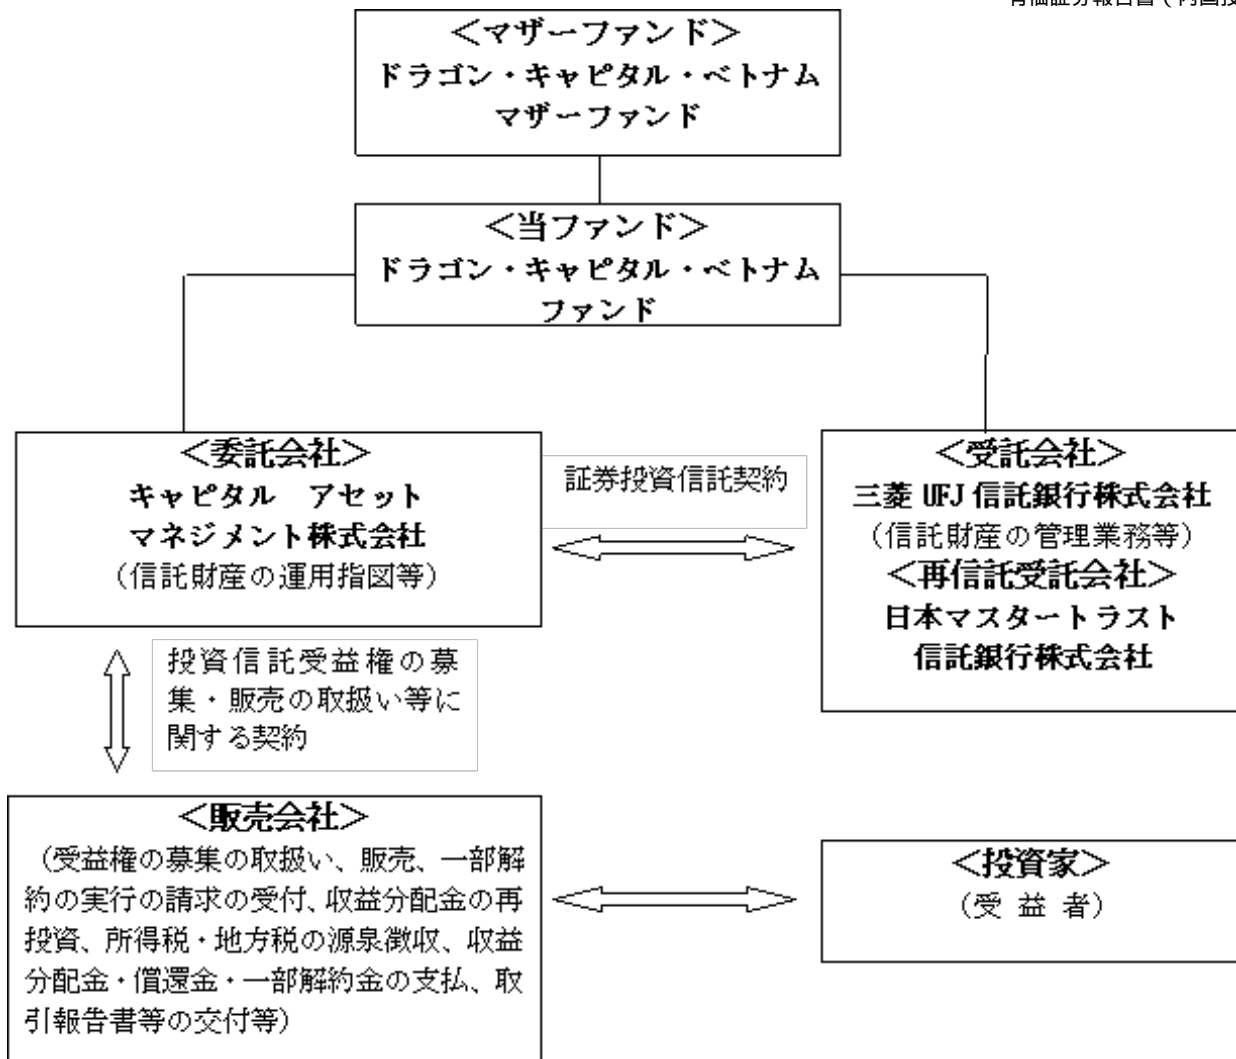 有価証券報告書（内国投
＜マザーファンド＞
ドラゴン・キャピタル・ベトナム
マザーファンド
＜当ファンド＞
ドラゴン・キャピタル・ベトナム
ファンド
＜委託会社＞
キャピタル　アセット
マネジメント株式会社
（信託財産の運用指図等）
証券投資信託契約
＜受託会社＞
三菱 UFJ 信託銀行株式会社
（信託財産の管理業務等）
＜再信託受託会社＞
日本マスタートラスト
信託銀行株式会社
投資信託受益権の募
集・販売の取扱い等に
関する契約
＜販売会社＞
（受益権の募集の取扱い、販売、一部解
約の実行の請求の受付、収益分配金の再
投資、所得税・地方税の源泉徴収、収益
分配金・償還金・一部解約金の支払、取
引報告書等の交付等）
＜投資家＞
（受 益 者）